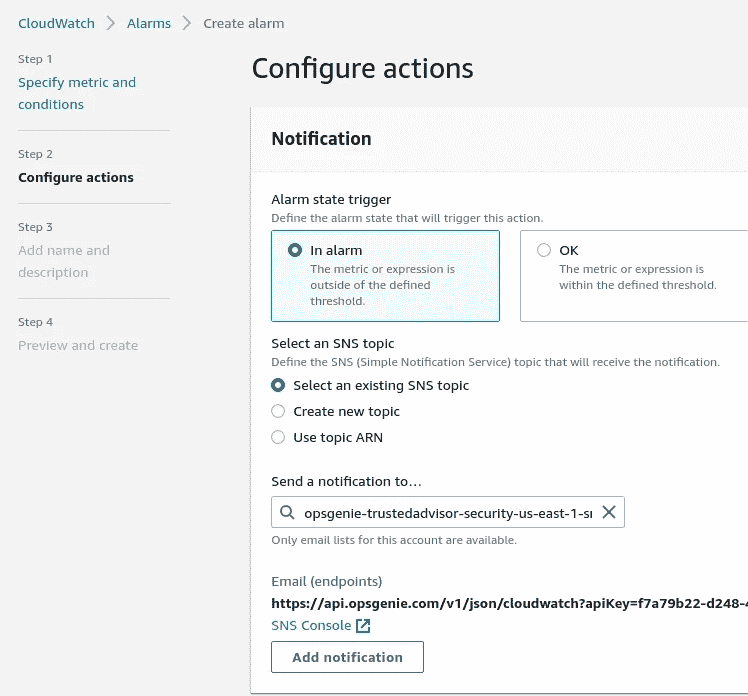 CloudWatch > Alarms > Create alarm
Step 1
Specify metric and
conditions
Step 2
Configure actions
Step 3
Add name and
description
Step 4
Preview and create
Configure actions
Notification
Alarm state trigger
Define the alarm state that will trigger this action.
In alarm
The metric or expression is
outside of the defined
threshold.
OK
The metric or expression is
within the defined threshold.
Select an SNS topic
Define the SNS (Simple Notification Service) topic that will receive the notification.
Select an existing SNS topic
Create new topic
Use topic ARN
Send a notification to…
opsgenie-trustedadvisor-security-us-east-1-sr
Only email lists for this account are available.
Email (endpoints)
https://api.opsgenie.com/v1/json/cloudwatch?apiKey=f7a79b22-d248-4
SNS Console
Add notification